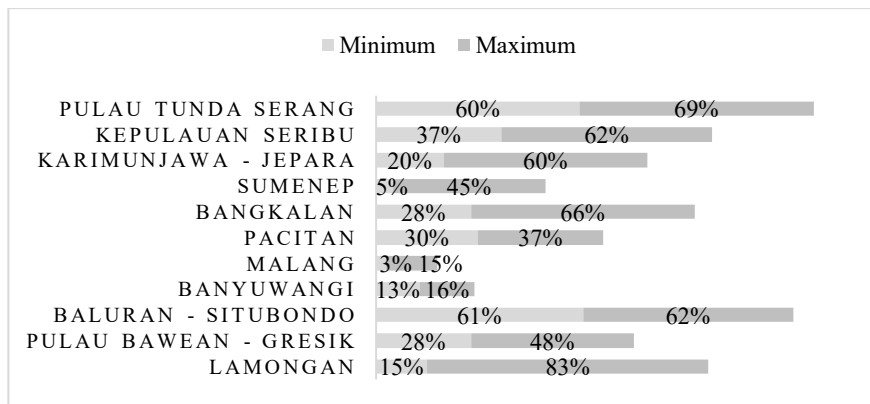 Minimum Maximum
PULAU TUNDA SERANG 60% 69%
KEPULAUAN SERIBU 37% 62%
KARIMUNJAWA - JEPARA 20% 60%
SUMENEP 5% 45%
BANGKALAN 28% 66%
PACITAN 30% 37%
MALANG 3% 15%
BANYUWANGI 13% 16%
BALURAN - SITUBONDO 61% 62%
PULAU BAWEAN - GRESIK 28% 48%
LAMONGAN 15% 83%